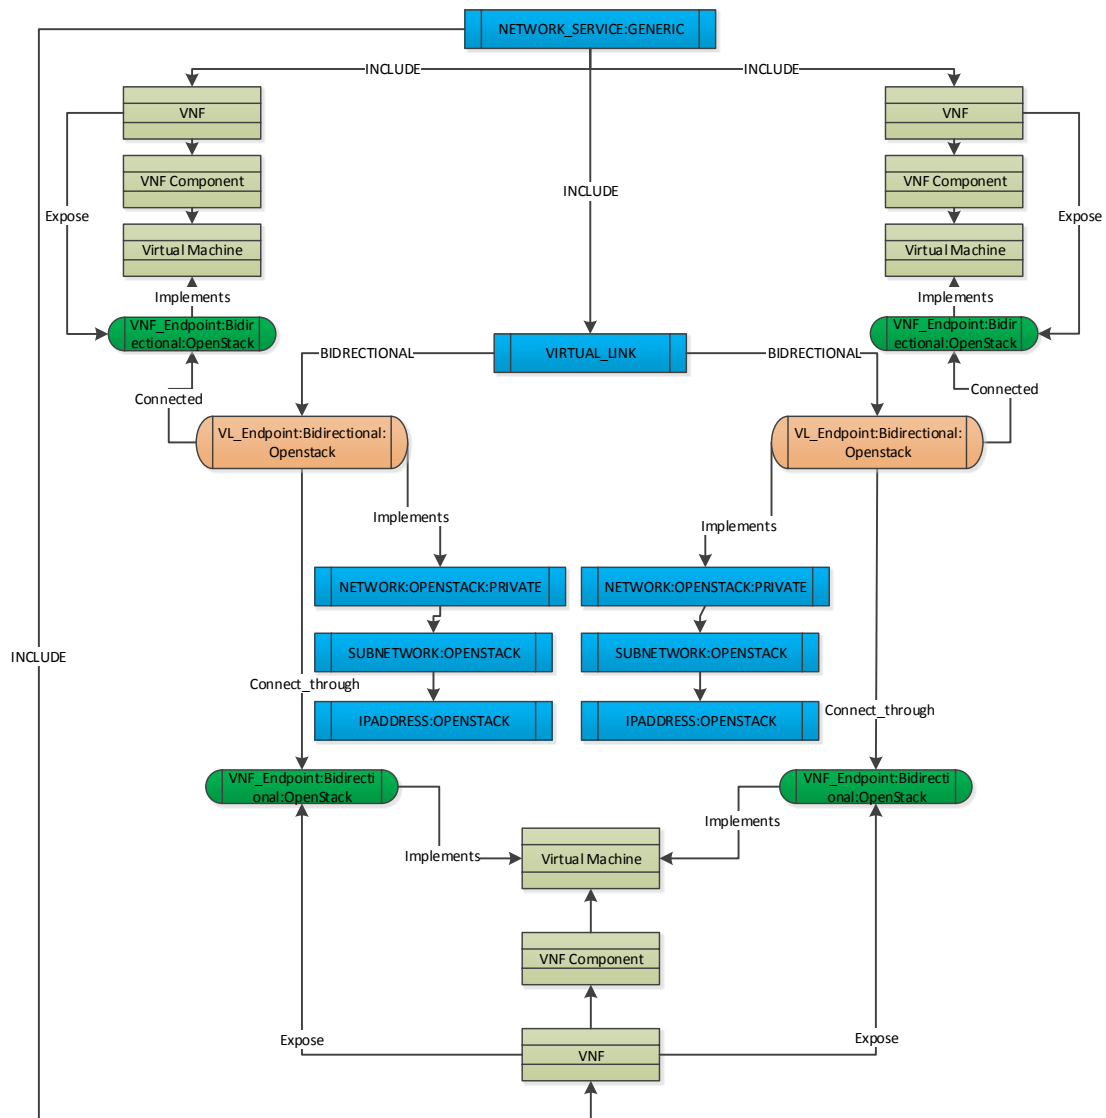 NETWORK_SERVICE:GENERIC
INCLUDE
INCLUDE
VNF
VNF
VNF Component
VNF Component
INCLUDE
Expose
Expose
Virtual Machine
Virtual Machine
Implements
Implements
VNF_Endpoint:Bidir
ectional:OpenStack
VNF_Endpoint:Bidir
ectional:OpenStack
BIDRECTIONAL
VIRTUAL_LINK
BIDRECTIONAL
Connected
Connected
VL_Endpoint:Bidirectional:
Openstack
VL_Endpoint:Bidirectional:
Openstack
Implements
Implements
NETWORK:OPENSTACK:PRIVATE
NETWORK:OPENSTACK:PRIVATE
SUBNETWORK:OPENSTACK
SUBNETWORK:OPENSTACK
INCLUDE
Connect_through
Connect_through
IPADDRESS:OPENSTACK
IPADDRESS:OPENSTACK
VNF_Endpoint:Bidirecti
onal:OpenStack
VNF_Endpoint:Bidirecti
onal:OpenStack
Implements
Implements
Virtual Machine
VNF Component
Expose
Expose
VNF